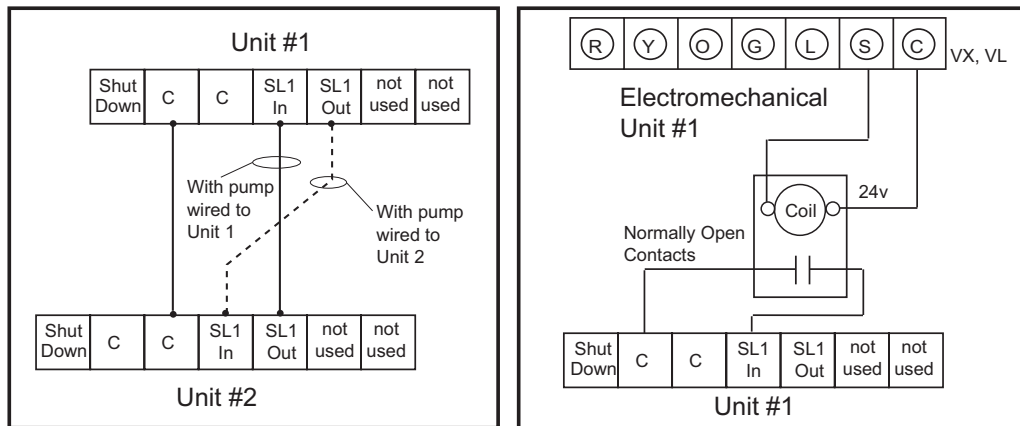 Unit #1
Shut Down
C
C
SL1 In
SL1 Out
not used
not used
With pump
wired to
Unit 1
With pump
wired to
Unit 2
Shut Down
C
C
SL1 In
SL1 Out
not used
not used
Unit #2
R Y O G L S C
VX, VL
Electromechanical
Unit #1
24v
Coil
Normally Open
Contacts
Shut Down
C
C
SL1 In
SL1 Out
not used
not used
Unit #1